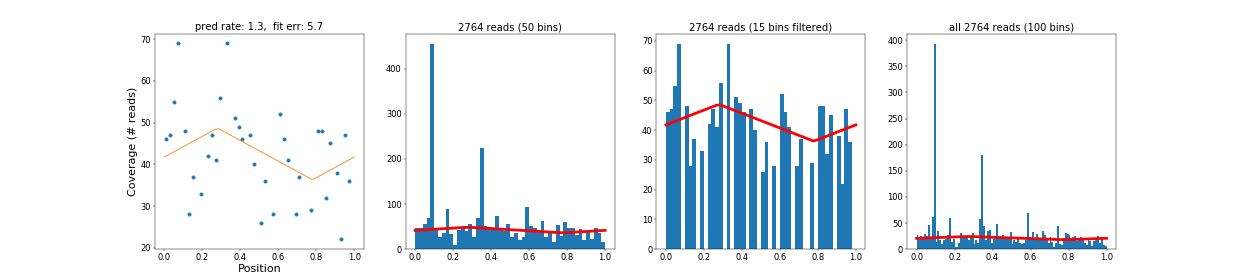 pred rate: 1.3,  fit err: 5.7
70
60
50
40
30
20
0.0 0.2 0.4 0.6 0.8 1.0
Coverage (# reads)
Position
2764 reads (50 bins)
400
300
200
100
0
0.0 0.2 0.4 0.6 0.8 1.0
2764 reads (15 bins filtered)
70
60
50
40
30
20
10
0
0.0 0.2 0.4 0.6 0.8 1.0
all 2764 reads (100 bins)
400
350
300
250
200
150
100
50
0
0.0 0.2 0.4 0.6 0.8 1.0